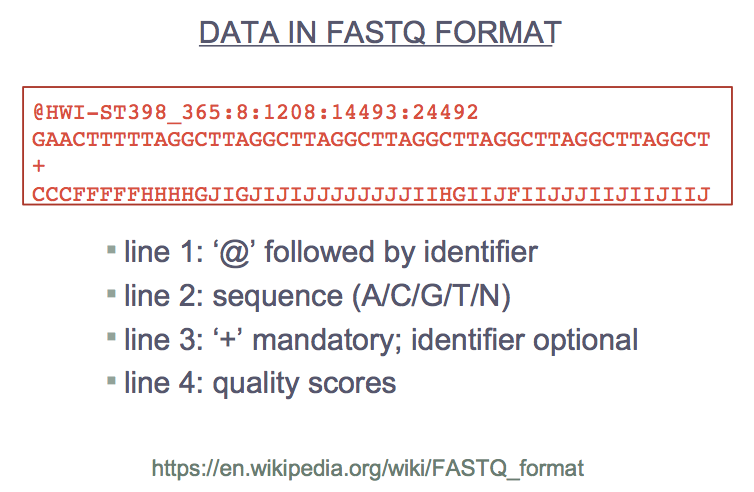 DATA IN FASTQ FORMAT
@HWI-ST398_365:8:1208:14493:24492
GAACTTTTTAGGCTTAGGCTTAGGCTTAGGCTTAGGCTTAGGCTTAGGCT
+
CCCFFFFFHHHHGJIGJIJIJJJJJJJJIIHGIIJFIIJJJIIJIIJIIJ
▪ line 1: ‘@’ followed by identifier
▪ line 2: sequence (A/C/G/T/N)
▪ line 3: ‘+’ mandatory; identifier optional
▪ line 4: quality scores
https://en.wikipedia.org/wiki/FASTQ_format